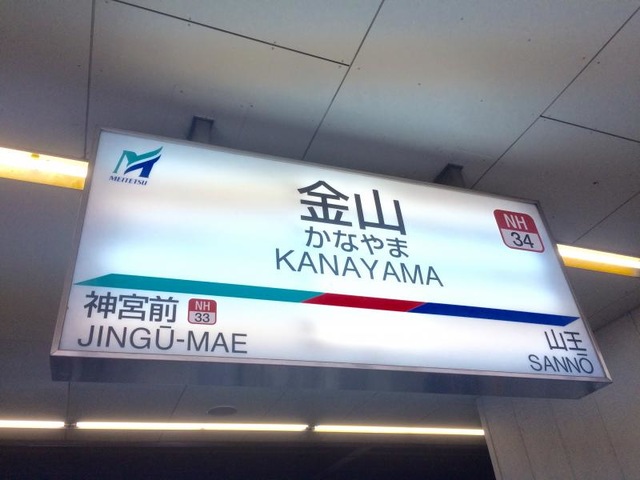 MEITETSU
金山
かなやま
KANAYAMA
NH
34
神宮前
NH
33
JINGŪ-MAE
山王
SANNŌ